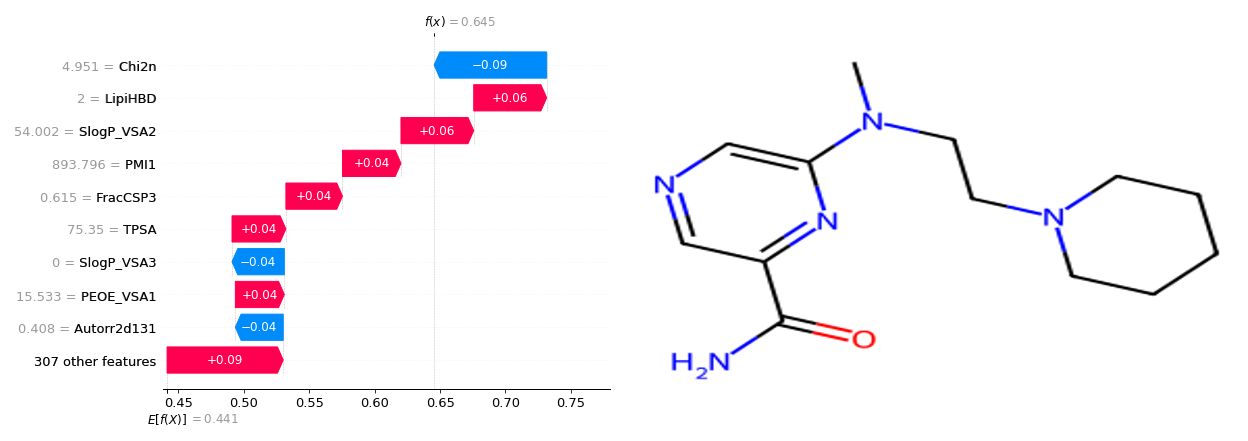 f(x) = 0.645
4.951 = Chi2n
−0.09
2 = LipiHBD
+0.06
54.002 = SlogP_VSA2
+0.06
893.796 = PMI1
+0.04
0.615 = FracCSP3
+0.04
75.35 = TPSA
+0.04
0 = SlogP_VSA3
−0.04
15.533 = PEOE_VSA1
+0.04
0.408 = Autorr2d131
−0.04
307 other features
+0.09
0.45 0.50 0.55 0.60 0.65 0.70 0.75
E[f(X)] = 0.441
N
N
N
N
O
H2N